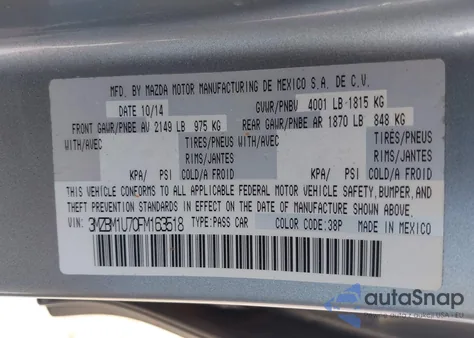 MFD. BY MAZDA MOTOR MANUFACTURING DE MEXICO S.A. DE C.V.
DATE 10/14 GVWR/PNBV 4001 LB-1815 KG
FRONT GAWR/PNBE AV 2149 LB 975 KG REAR GAWR/PNBE AR 1870 LB 848 KG
WITH/AVEC TIRES/PNEUS WITH/AVEC TIRES/PNEUS
RIMS/JANTES RIMS/JANTES
KPA/ PSI COLD/A FROID KPA/ PSI COLD/A FROID
THIS VEHICLE CONFORMS TO ALL APPLICABLE FEDERAL MOTOR VEHICLE SAFETY, BUMPER, AND
THEFT PREVENTION STANDARDS IN EFFECT ON THE DATE OF MANUFACTURE SHOWN ABOVE.
VIN: 3MZBM1U70FM163518 TYPE: PASS CAR COLOR CODE: 38P MADE IN MEXICO
autoSnap